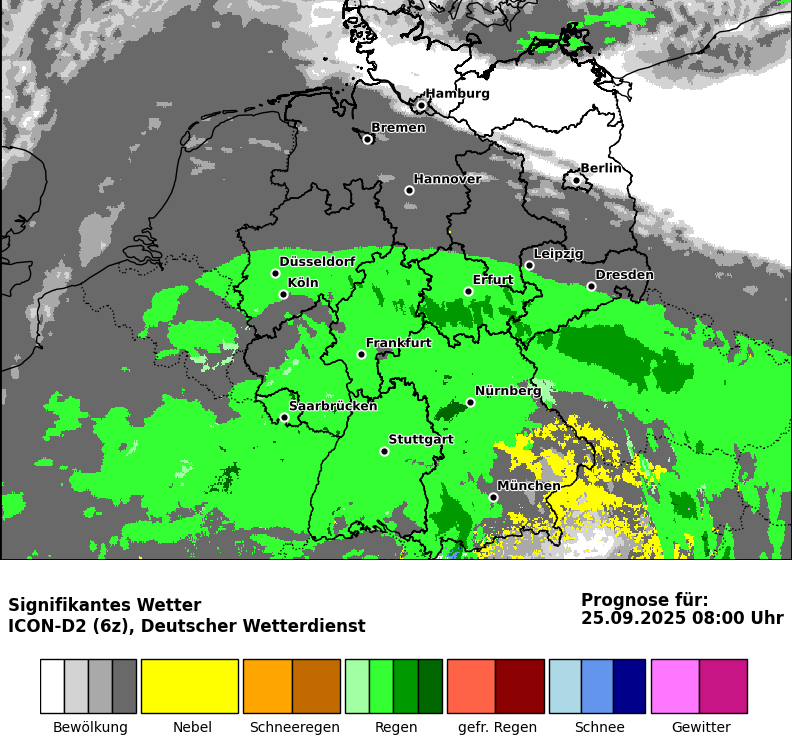 Hamburg
Bremen
Berlin
Hannover
Leipzig
Düsseldorf
Dresden
Köln
Erfurt
Frankfurt
Nürnberg
Saarbrücken
Stuttgart
München
Signifikantes Wetter
ICON-D2 (6z), Deutscher Wetterdienst
Prognose für:
25.09.2025 08:00 Uhr
Bewölkung Nebel Schneeregen Regen gefr. Regen Schnee Gewitter